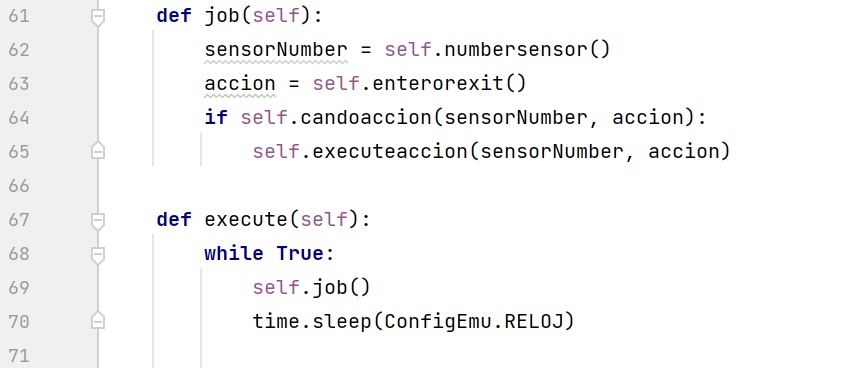 61 def job(self):
62 sensorNumber = self.numbersensor()
63 accion = self.enterorexit()
64 if self.candoaccion(sensorNumber, accion):
65 self.executeaccion(sensorNumber, accion)
66
67 def execute(self):
68 while True:
69 self.job()
70 time.sleep(ConfigEmu.RELOJ)
71